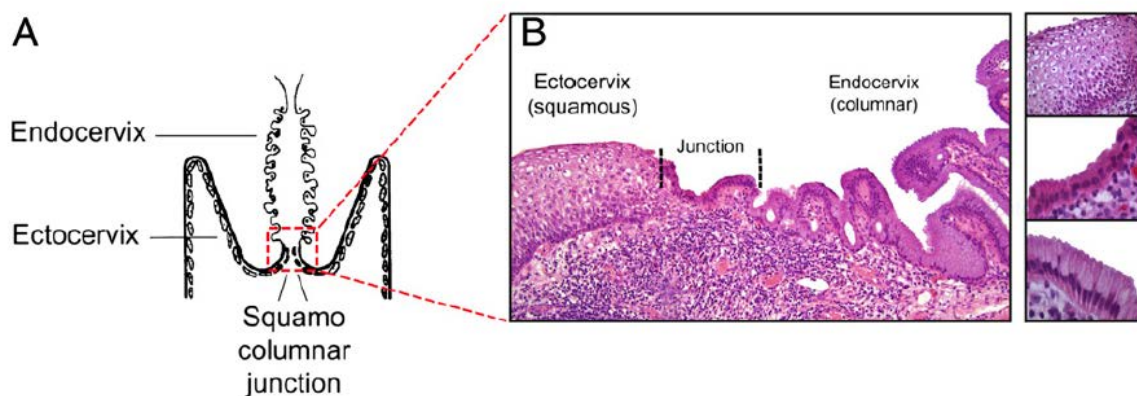 A
Endocervix
Ectocervix
Squamo
columnar
junction
B
Ectocervix
(squamous)
Junction
Endocervix
(columnar)